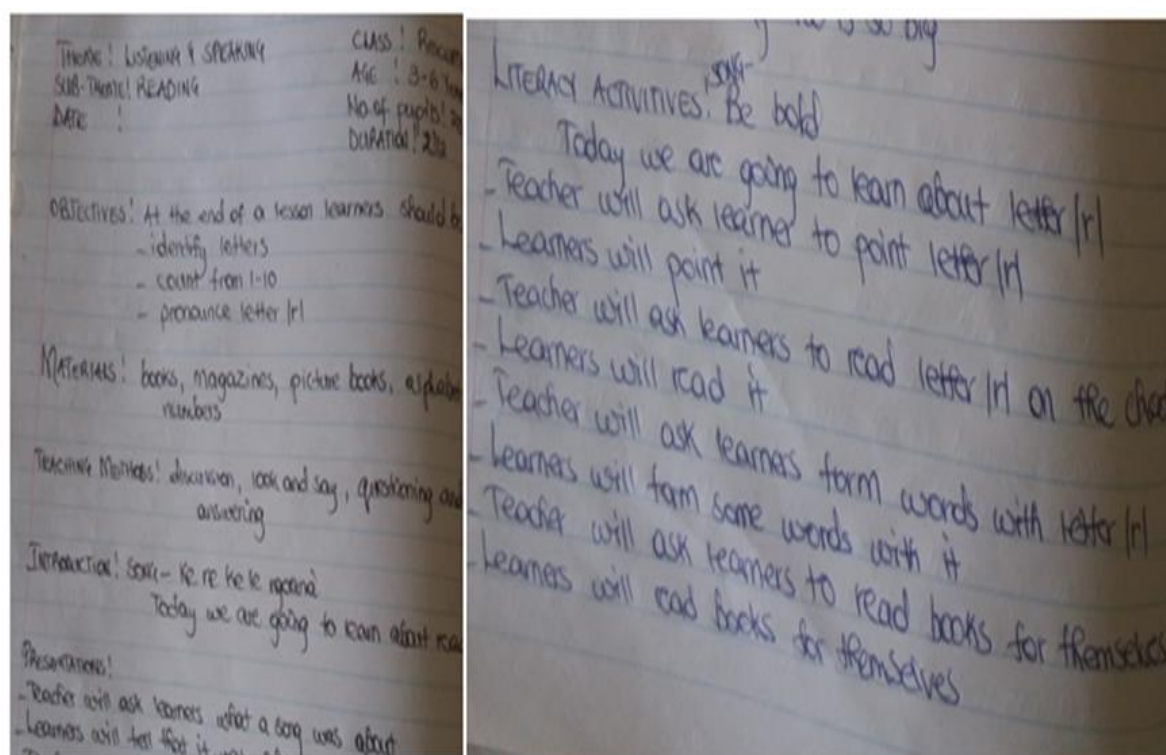 THEME: LISTENING & SPEAKING
SUB-THEME: READING
DATE :
CLASS:
AGE : 3-6
No of pupils:
DURATION:
OBJECTIVES: At the end of a lesson learners should
- identify letters
- count from 1-10
- pronounce letter |r|
MATERIALS: books, magazines, picture books,
numbers
TEACHING METHODS: discussion, look and say, questioning and
answering
INTRODUCTION: SONG- Ke re ke le ngoana
Today we are going to learn about
PRESENTATIONS:
- Teacher will ask learners what a song was about
- Learners will tell that it
is so big
LITERACY ACTIVITIVES: SONG- Be bold
Today we are going to learn about letter |r|
- Teacher will ask learner to point letter |r|
- Learners will point it
- Teacher will ask learners to read letter |r| on the
- Learners will read it
- Teacher will ask learners form words with letter |r|
- Learners will form some words with it
- Teacher will ask learners to read books for themselves
- Learners will ead books for themselves